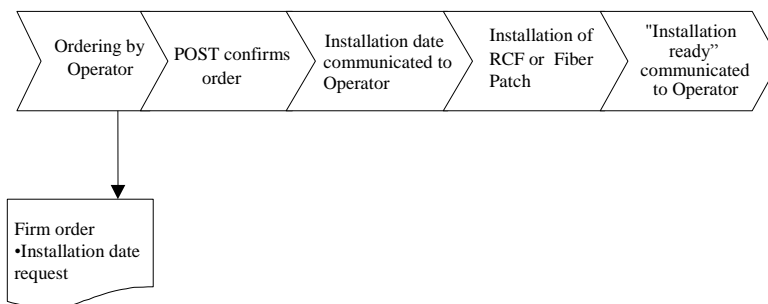 Ordering by
Operator
POST confirms
order
Installation date
communicated to
Operator
Installation of
RCF or Fiber
Patch
"Installation
ready”
communicated
to Operator
Firm order
•Installation date
request